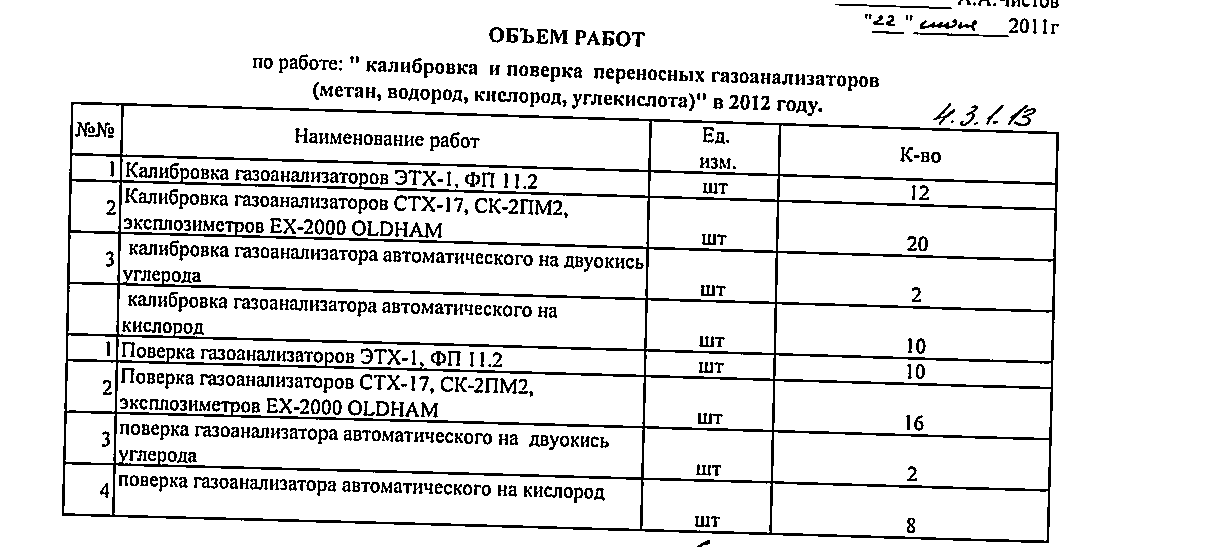 А.А.Чистов
"22" июня 2011г
ОБЪЕМ РАБОТ
по работе: " калибровка и поверка переносных газоанализаторов
(метан, водород, кислород, углекислота)" в 2012 году.
4.3.1.13
№№ Наименование работ Ед. изм. К-во
1 Калибровка газоанализаторов ЭТХ-1, ФП 11.2 шт 12
2 Калибровка газоанализаторов СТХ-17, СК-2ПМ2,
эксплозиметров EX-2000 OLDHAM шт 20
3 калибровка газоанализатора автоматического на двуокись
углерода шт 2
калибровка газоанализатора автоматического на
кислород шт 10
1 Поверка газоанализаторов ЭТХ-1, ФП 11.2 шт 10
2 Поверка газоанализаторов СТХ-17, СК-2ПМ2,
эксплозиметров EX-2000 OLDHAM шт 16
3 поверка газоанализатора автоматического на двуокись
углерода шт 2
4 поверка газоанализатора автоматического на кислород
шт 8